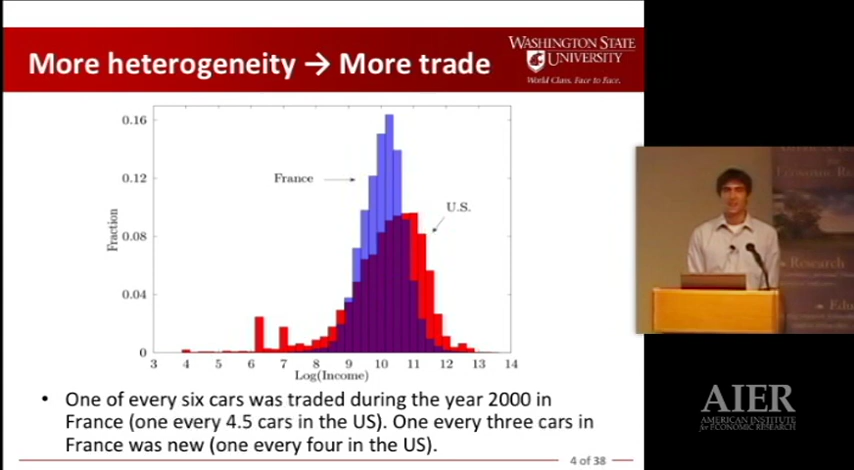 More heterogeneity → More trade
WASHINGTON STATE
UNIVERSITY
World Class. Face to Face.
0.16
0.12
0.08
0.04
0
Fraction
France
U.S.
3 4 5 6 7 8 9 10 11 12 13 14
Log(Income)
• One of every six cars was traded during the year 2000 in
France (one every 4.5 cars in the US). One every three cars in
France was new (one every four in the US).
4 of 38
Research
AIER
AMERICAN INSTITUTE
for ECONOMIC RESEARCH